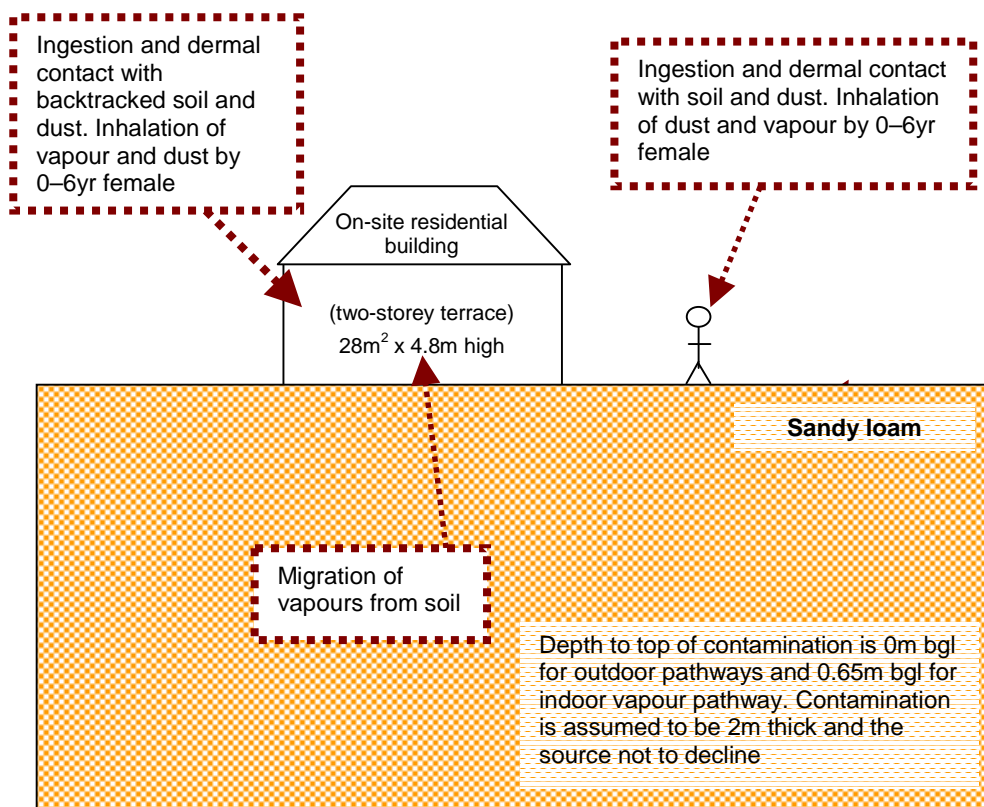 Ingestion and dermal
contact with
backtracked soil and
dust. Inhalation of
vapour and dust by
0–6yr female
Ingestion and dermal contact
with soil and dust. Inhalation
of dust and vapour by 0–6yr
female
On-site residential
building
(two-storey terrace)
28m² x 4.8m high
Sandy loam
Migration of
vapours from soil
Depth to top of contamination is 0m bgl
for outdoor pathways and 0.65m bgl for
indoor vapour pathway. Contamination
is assumed to be 2m thick and the
source not to decline